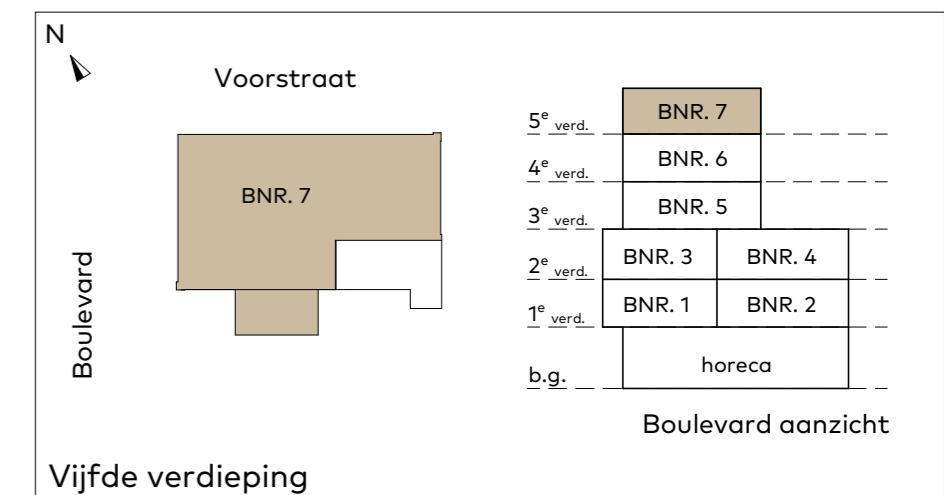 N
Voorstraat
BNR. 7
Boulevard
5e verd.
BNR. 7
4e verd.
BNR. 6
3e verd.
BNR. 5
2e verd.
BNR. 3
BNR. 4
1e verd.
BNR. 1
BNR. 2
b.g.
horeca
Boulevard aanzicht
Vijfde verdieping